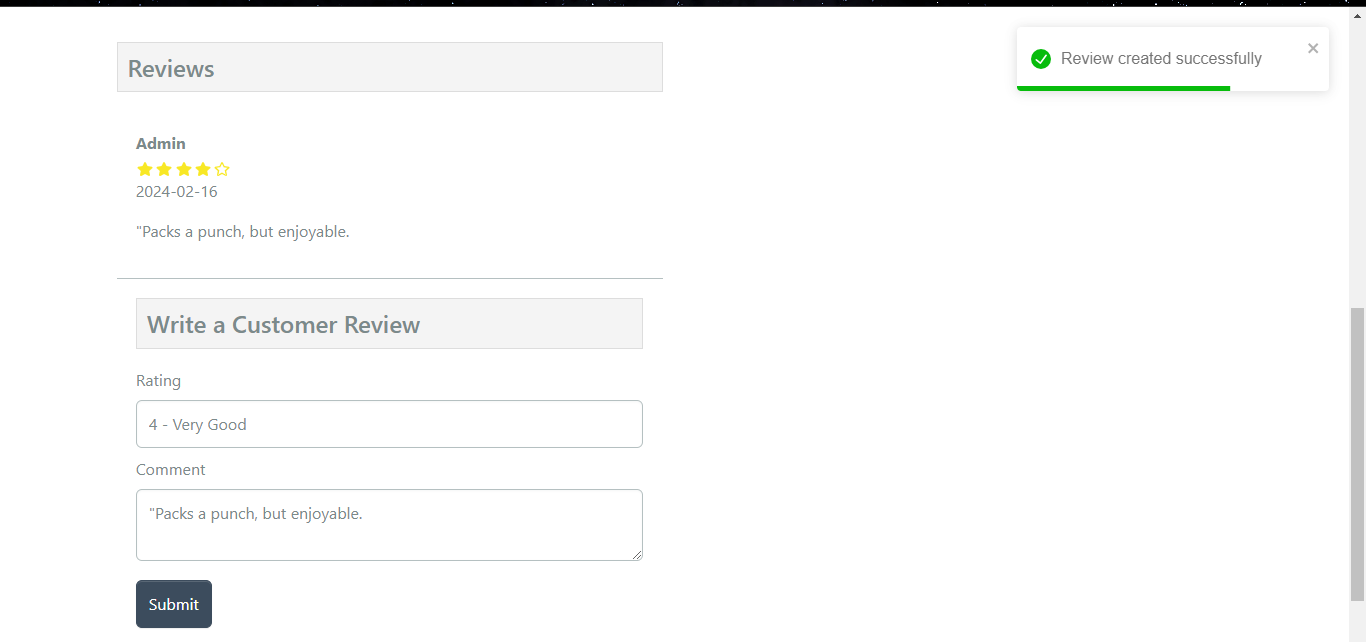 Reviews
Review created successfully
Admin
2024-02-16
"Packs a punch, but enjoyable.
Write a Customer Review
Rating
4 - Very Good
Comment
"Packs a punch, but enjoyable.
Submit